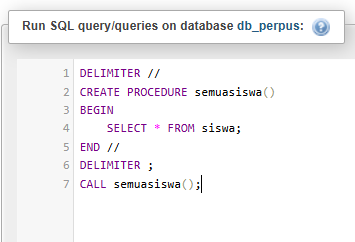 Run SQL query/queries on database db_perpus:
1 DELIMITER //
2 CREATE PROCEDURE semuasiswa()
3 BEGIN
4 SELECT * FROM siswa;
5 END //
6 DELIMITER ;
7 CALL semuasiswa();